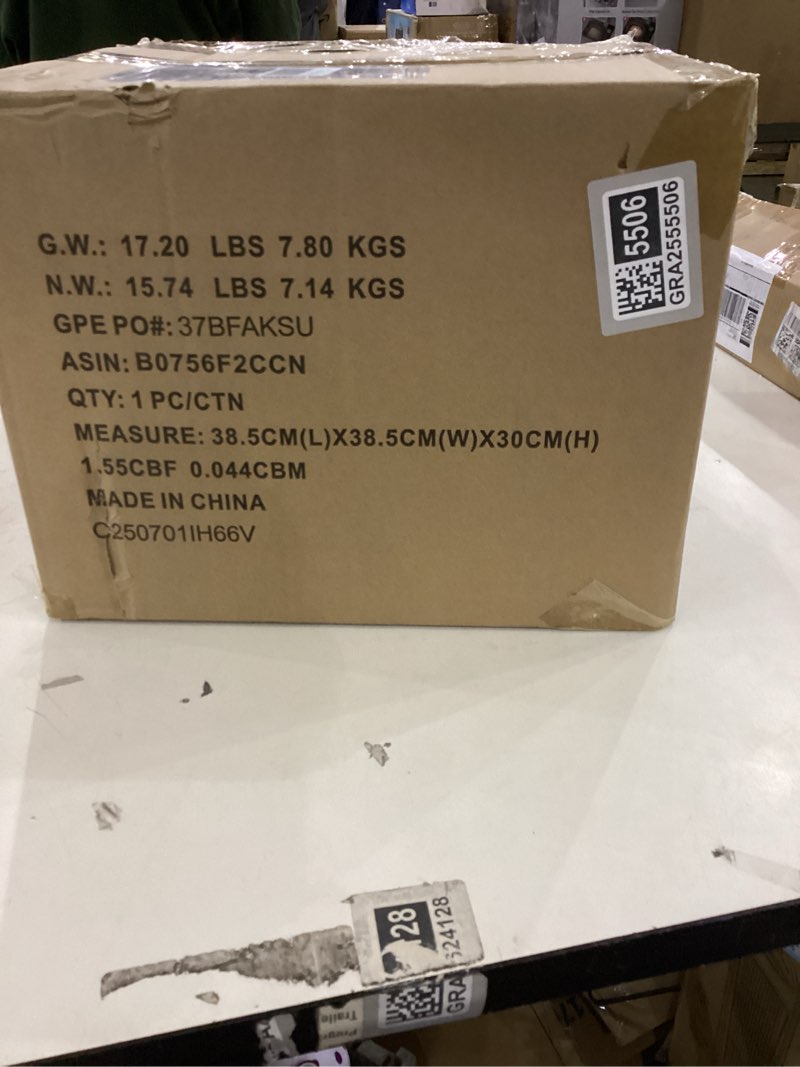 G.W.: 17.20 LBS 7.80 KGS
N.W.: 15.74 LBS 7.14 KGS
GPE PO#: 37BFAKSU
ASIN: B0756F2CCN
QTY: 1 PC/CTN
MEASURE: 38.5CM(L)X38.5CM(W)X30CM(H)
1.55CBF 0.044CBM
MADE IN CHINA
C250701IH66V
5506
GRA2555506
28
624128
GRA